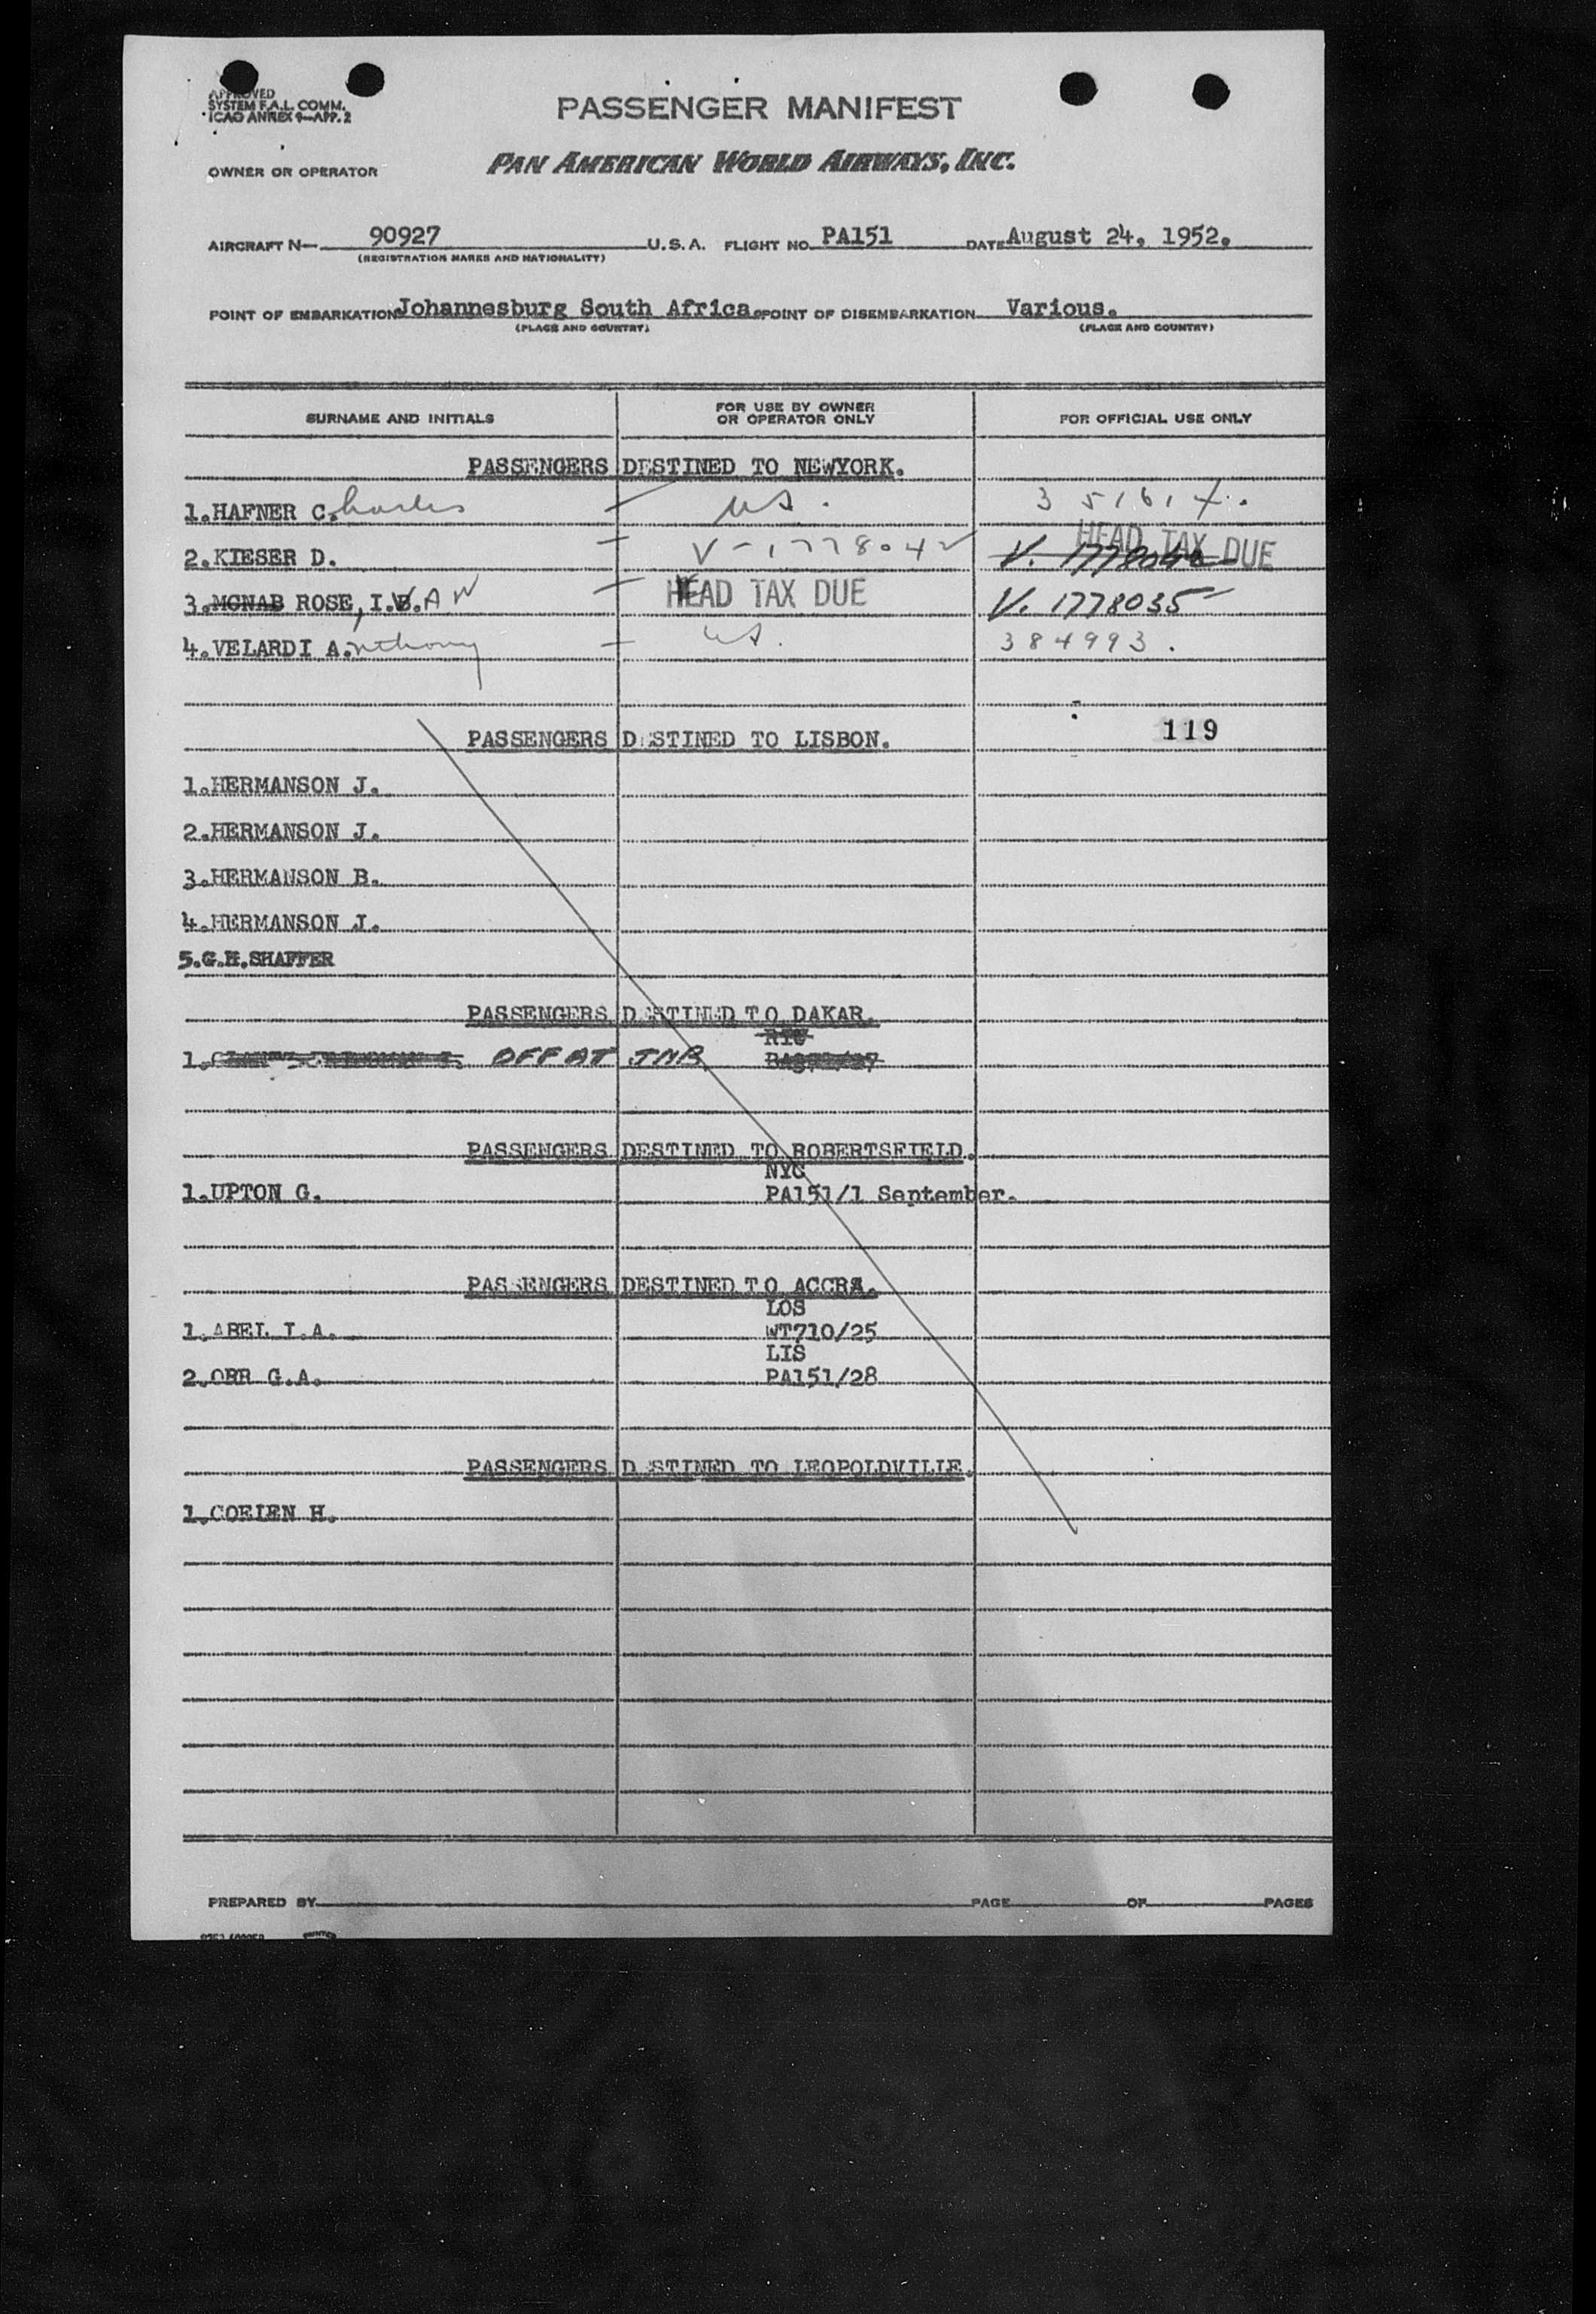 APPROVED
SYSTEM F.A.L. COMM.
ICAO ANNEX 9—APP. 2
PASSENGER MANIFEST
OWNER OR OPERATOR PAN AMERICAN WORLD AIRWAYS, INC.
AIRCRAFT N— 90927 U.S.A. FLIGHT NO. PA151 DATE August 24, 1952.
(REGISTRATION MARKS AND NATIONALITY)
POINT OF EMBARKATION Johannesburg South Africa. POINT OF DISEMBARKATION Various.
(PLACE AND COUNTRY) (PLACE AND COUNTRY)
SURNAME AND INITIALS FOR USE BY OWNER OR OPERATOR ONLY FOR OFFICIAL USE ONLY
PASSENGERS DESTINED TO NEWYORK.
1.HAFNER C.harles US. 351617.
2.KIESER D. V-1778042 V. 1778042 HEAD TAX DUE
3.MCNAB ROSE, I.V.AN HEAD TAX DUE V. 1778035
4.VELARDI A.nthony US. 384993.
119
PASSENGERS DESTINED TO LISBON.
1.HERMANSON J.
2.HERMANSON J.
3.HERMANSON B.
4.HERMANSON J.
5.G.H.SHAFFER
PASSENGERS DESTINED TO DAKAR.
RIO
1. OFF AT JNB
PASSENGERS DESTINED TO ROBERTSFIELD.
NYC
1.UPTON G. PA151/1 September.
PASSENGERS DESTINED TO ACCRA.
LOS
1.ABEL I.A. WT710/25
LIS
2.ORR G.A. PA151/28
PASSENGERS DESTINED TO LEOPOLDVILLE.
1.COEIEN H.
PREPARED BY PAGE OF PAGES